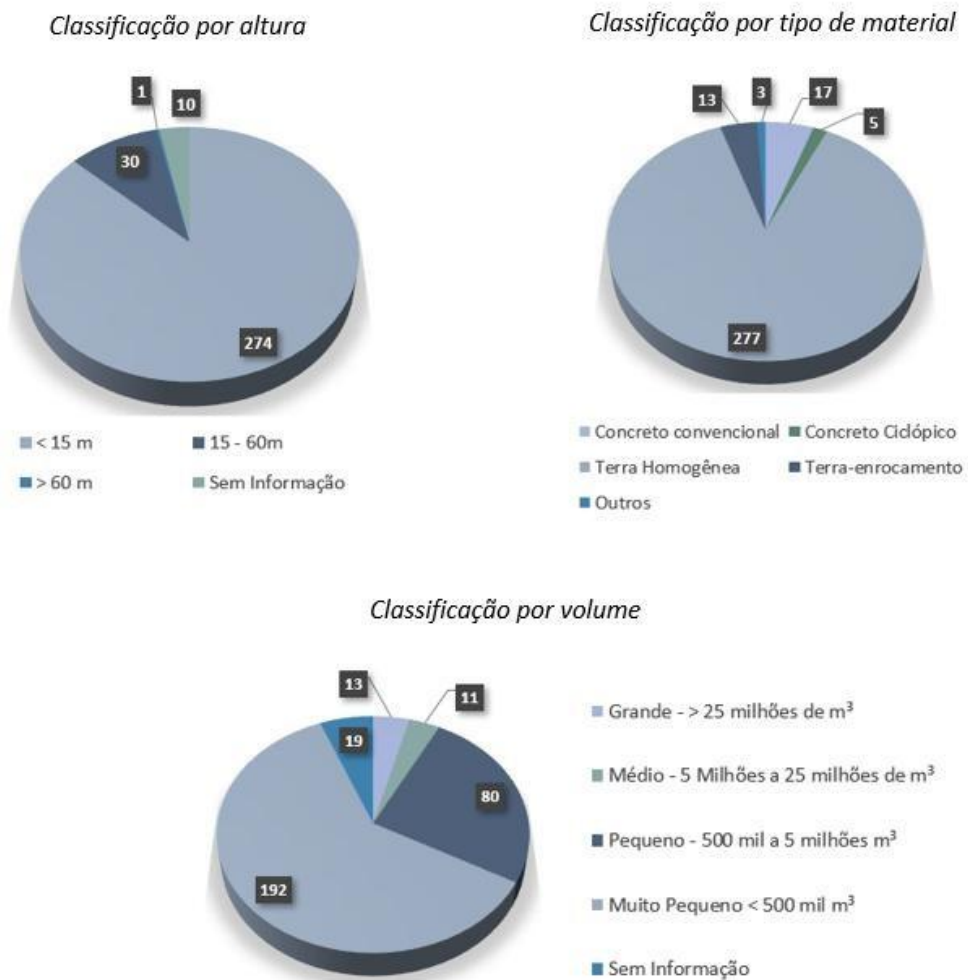 Classificação por altura
1
10
30
274
< 15 m
15 - 60m
> 60 m
Sem Informação
Classificação por tipo de material
13
3
17
5
277
Concreto convencional
Concreto Ciclópico
Terra Homogênea
Terra-enrocamento
Outros
Classificação por volume
13
11
19
80
192
Grande - > 25 milhões de m³
Médio - 5 Milhões a 25 milhões de m³
Pequeno - 500 mil a 5 milhões m³
Muito Pequeno < 500 mil m³
Sem Informação